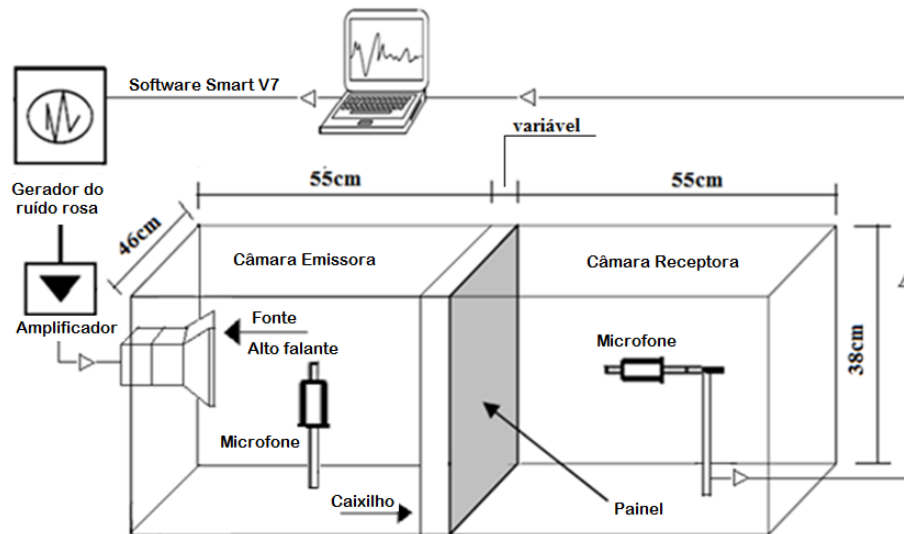 Software Smart V7
variável
Gerador do
ruído rosa
55cm
55cm
46cm
Câmara Emissora
Câmara Receptora
Amplificador
Fonte
Alto falante
Microfone
Microfone
38cm
Caixilho
Painel